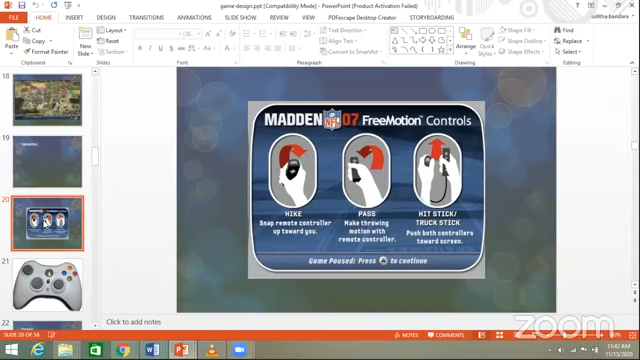 game design.ppt [Compatibility Mode] - PowerPoint (Product Activation Failed)
FILE HOME INSERT DESIGN TRANSITIONS ANIMATIONS SLIDE SHOW REVIEW VIEW PDFescape Desktop Creator STORYBOARDING
suditha bandara
Cut
Copy
Format Painter
Paste
Clipboard
New
Slide
Layout
Reset
Section
Slides
Font
Text Direction
Align Text
Convert to SmartArt
Paragraph
Arrange
Quick
Styles
Shape Fill
Shape Outline
Shape Effects
Drawing
Find
Replace
Select
Editing
18
19
20
21
22
MADDEN NFL 07 FreeMotion™ Controls
HIKE
Snap remote controller
up toward you.
PASS
Make throwing
motion with
remote controller.
HIT STICK/
TRUCK STICK
Push both controllers
toward screen.
Game Paused: Press A to continue
Click to add notes
SLIDE 20 OF 58
NOTES
COMMENTS
zoom
11:42 AM
11/13/2020